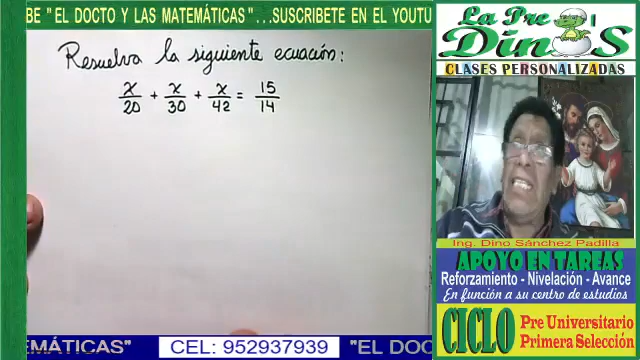 BE "EL DOCTO Y LAS MATEMÁTICAS"...SUSCRIBETE EN EL YOUTU
La Pre
DinoS
CLASES PERSONALIZADAS
Resuelva la siguiente ecuación:
x/20 + x/30 + x/42 = 15/14
Ing. Dino Sánchez Padilla
APOYO EN TAREAS
Reforzamiento - Nivelación - Avance
En función a su centro de estudios
CICLO Pre Universitario
Primera Selección
EMÁTICAS"
CEL: 952937939
"EL DOC